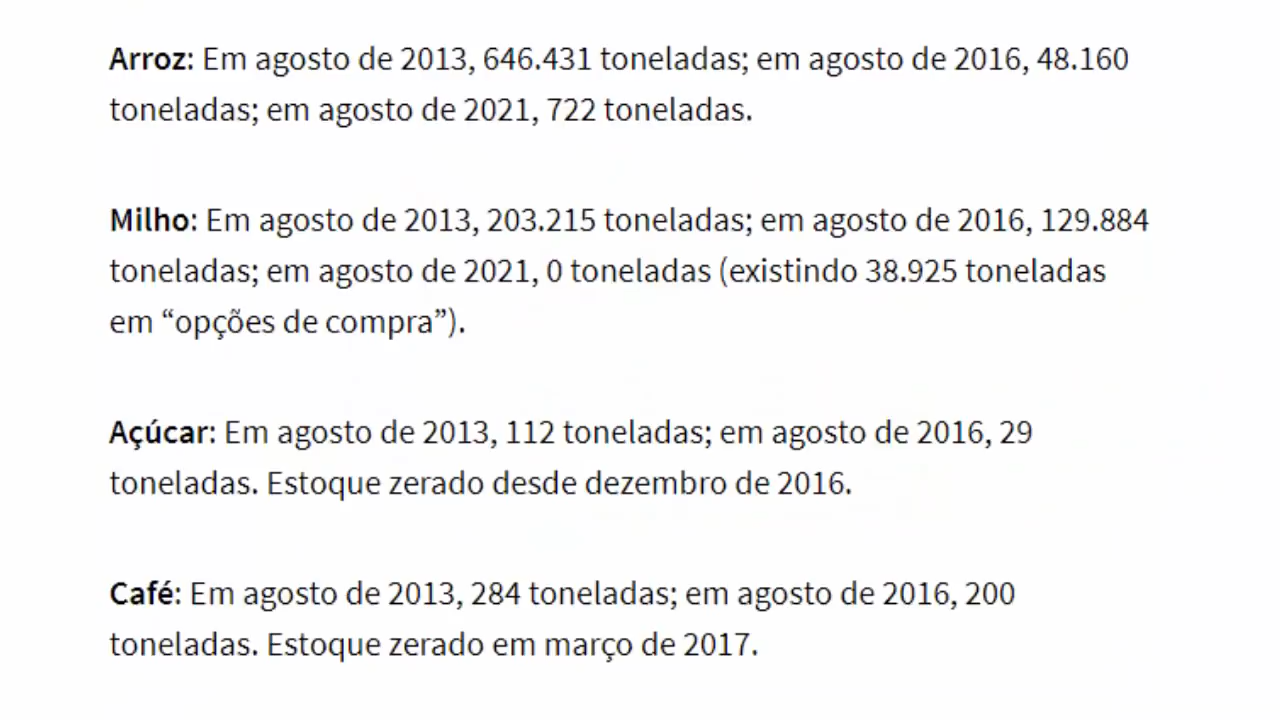 Arroz: Em agosto de 2013, 646.431 toneladas; em agosto de 2016, 48.160
toneladas; em agosto de 2021, 722 toneladas.
Milho: Em agosto de 2013, 203.215 toneladas; em agosto de 2016, 129.884
toneladas; em agosto de 2021, 0 toneladas (existindo 38.925 toneladas
em “opções de compra”).
Açúcar: Em agosto de 2013, 112 toneladas; em agosto de 2016, 29
toneladas. Estoque zerado desde dezembro de 2016.
Café: Em agosto de 2013, 284 toneladas; em agosto de 2016, 200
toneladas. Estoque zerado em março de 2017.